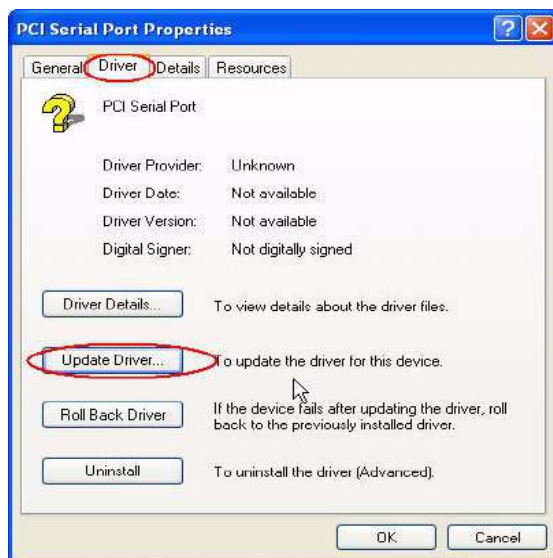 PCI Serial Port Properties
General Driver Details Resources
PCI Serial Port
Driver Provider: Unknown
Driver Date: Not available
Driver Version: Not available
Digital Signer: Not digitally signed
Driver Details... To view details about the driver files.
Update Driver... To update the driver for this device.
Roll Back Driver If the device fails after updating the driver, roll
back to the previously installed driver.
Uninstall To uninstall the driver (Advanced).
OK Cancel